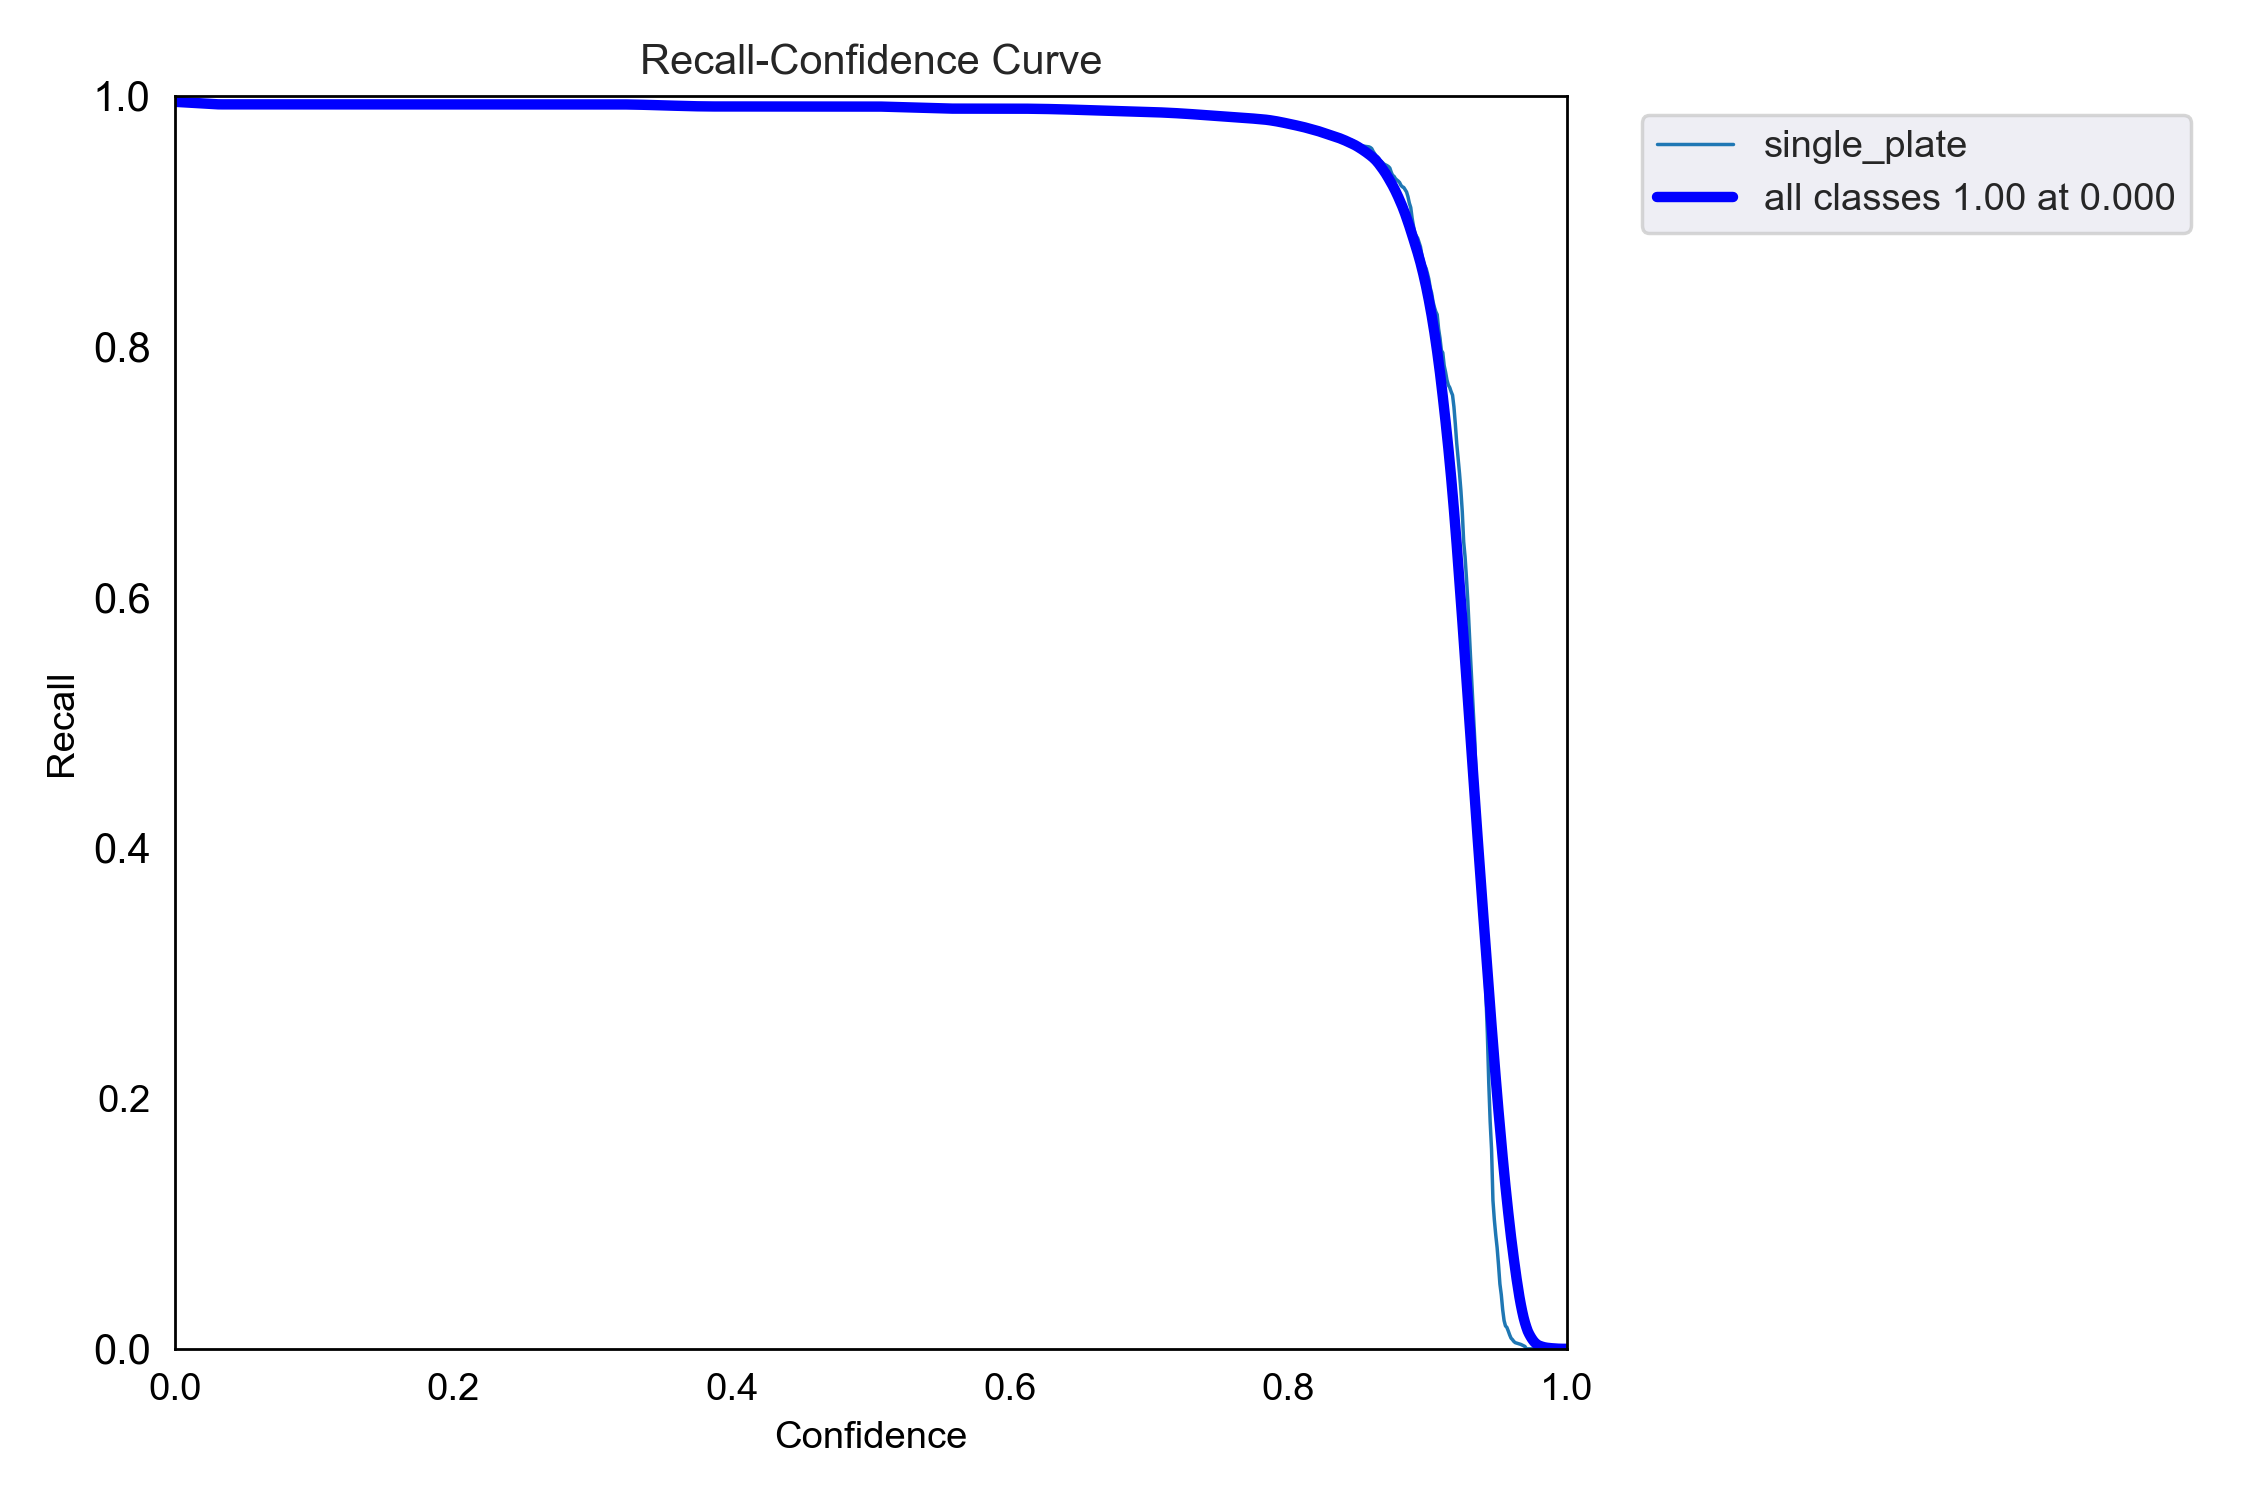 Recall-Confidence Curve
1.0
0.8
0.6
0.4
0.2
0.0
Recall
0.0 0.2 0.4 0.6 0.8 1.0
Confidence
single_plate
all classes 1.00 at 0.000